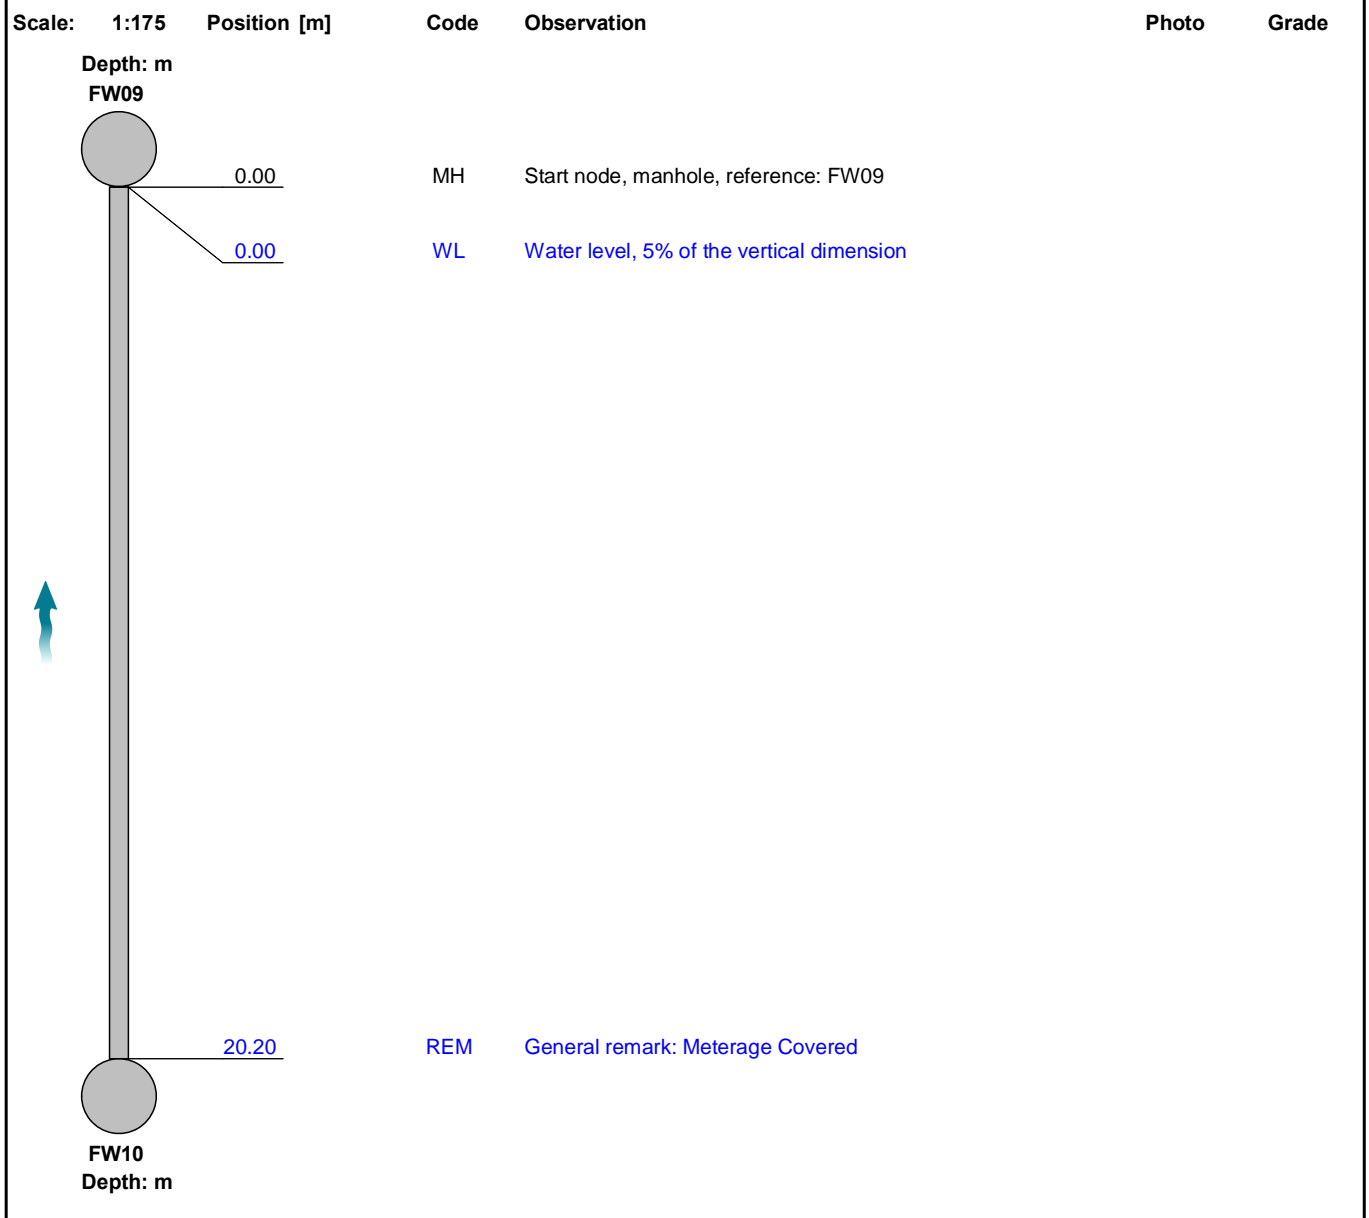 Scale: 1:175 Position [m] Code Observation Photo Grade
Depth: m
FW09
0.00 MH Start node, manhole, reference: FW09
0.00 WL Water level, 5% of the vertical dimension
20.20 REM General remark: Meterage Covered
FW10
Depth: m